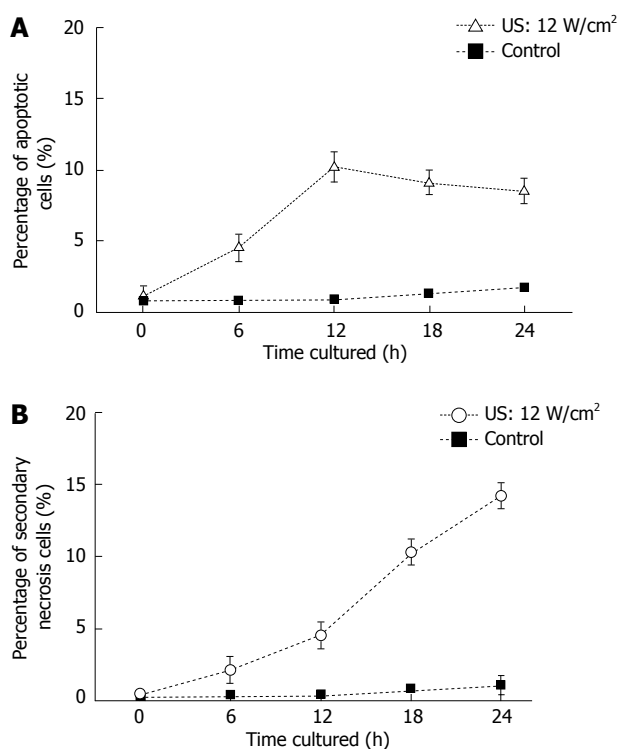 A
US: 12 W/cm²
Control
Percentage of apoptotic
cells (%)
20
15
10
5
0
0 6 12 18 24
Time cultured (h)
B
US: 12 W/cm²
Control
Percentage of secondary
necrosis cells (%)
20
15
10
5
0
0 6 12 18 24
Time cultured (h)